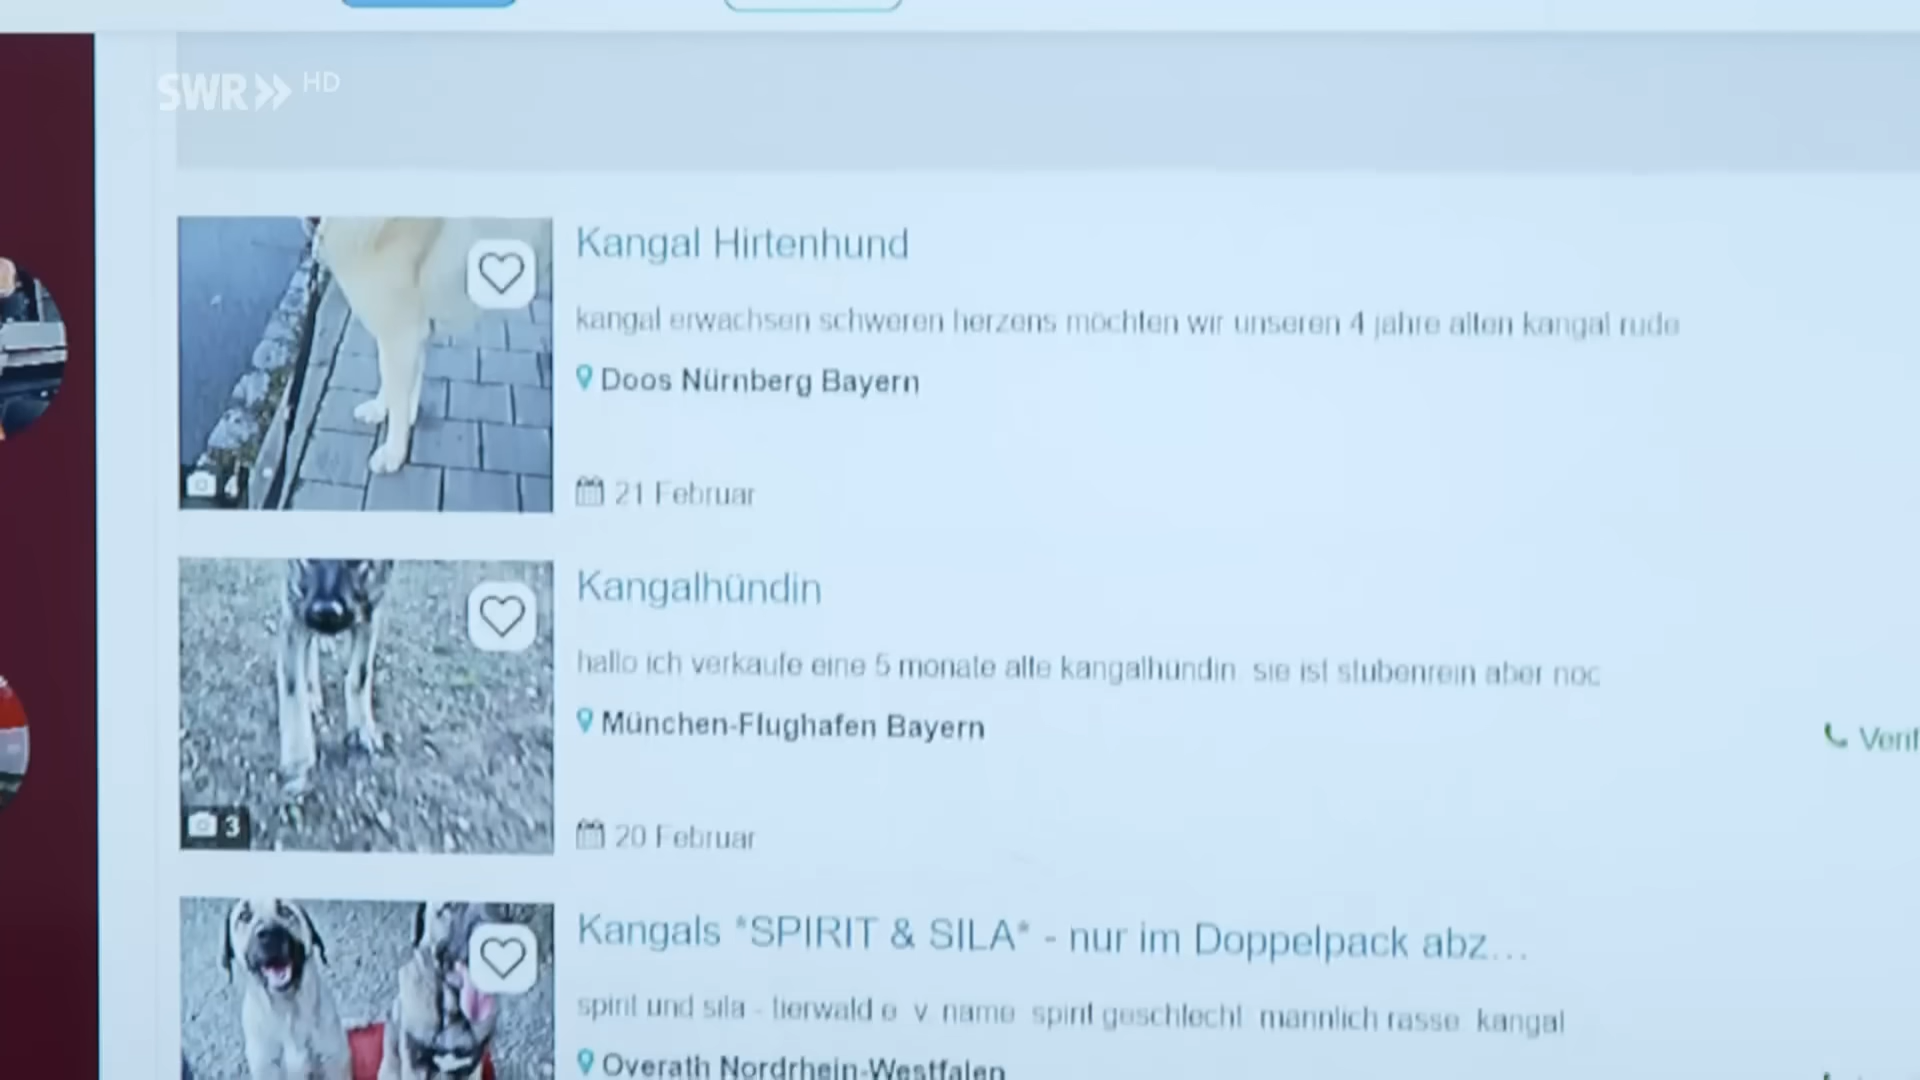 SWR» HD
Kangal Hirtenhund
kangal erwachsen schweren herzens möchten wir unseren 4 jahre alten kangal rude
Doos Nürnberg Bayern
4
21 Februar
Kangalhündin
hallo ich verkaufe eine 5 monate alte kangalhündin sie ist stubenrein aber noc
München-Flughafen Bayern
Verif
3
20 Februar
Kangals *SPIRIT & SILA* - nur im Doppelpack abz...
spirit und sila - tierwald e v name spirit geschlecht männlich rasse kangal
Overath Nordrhein-Westfalen